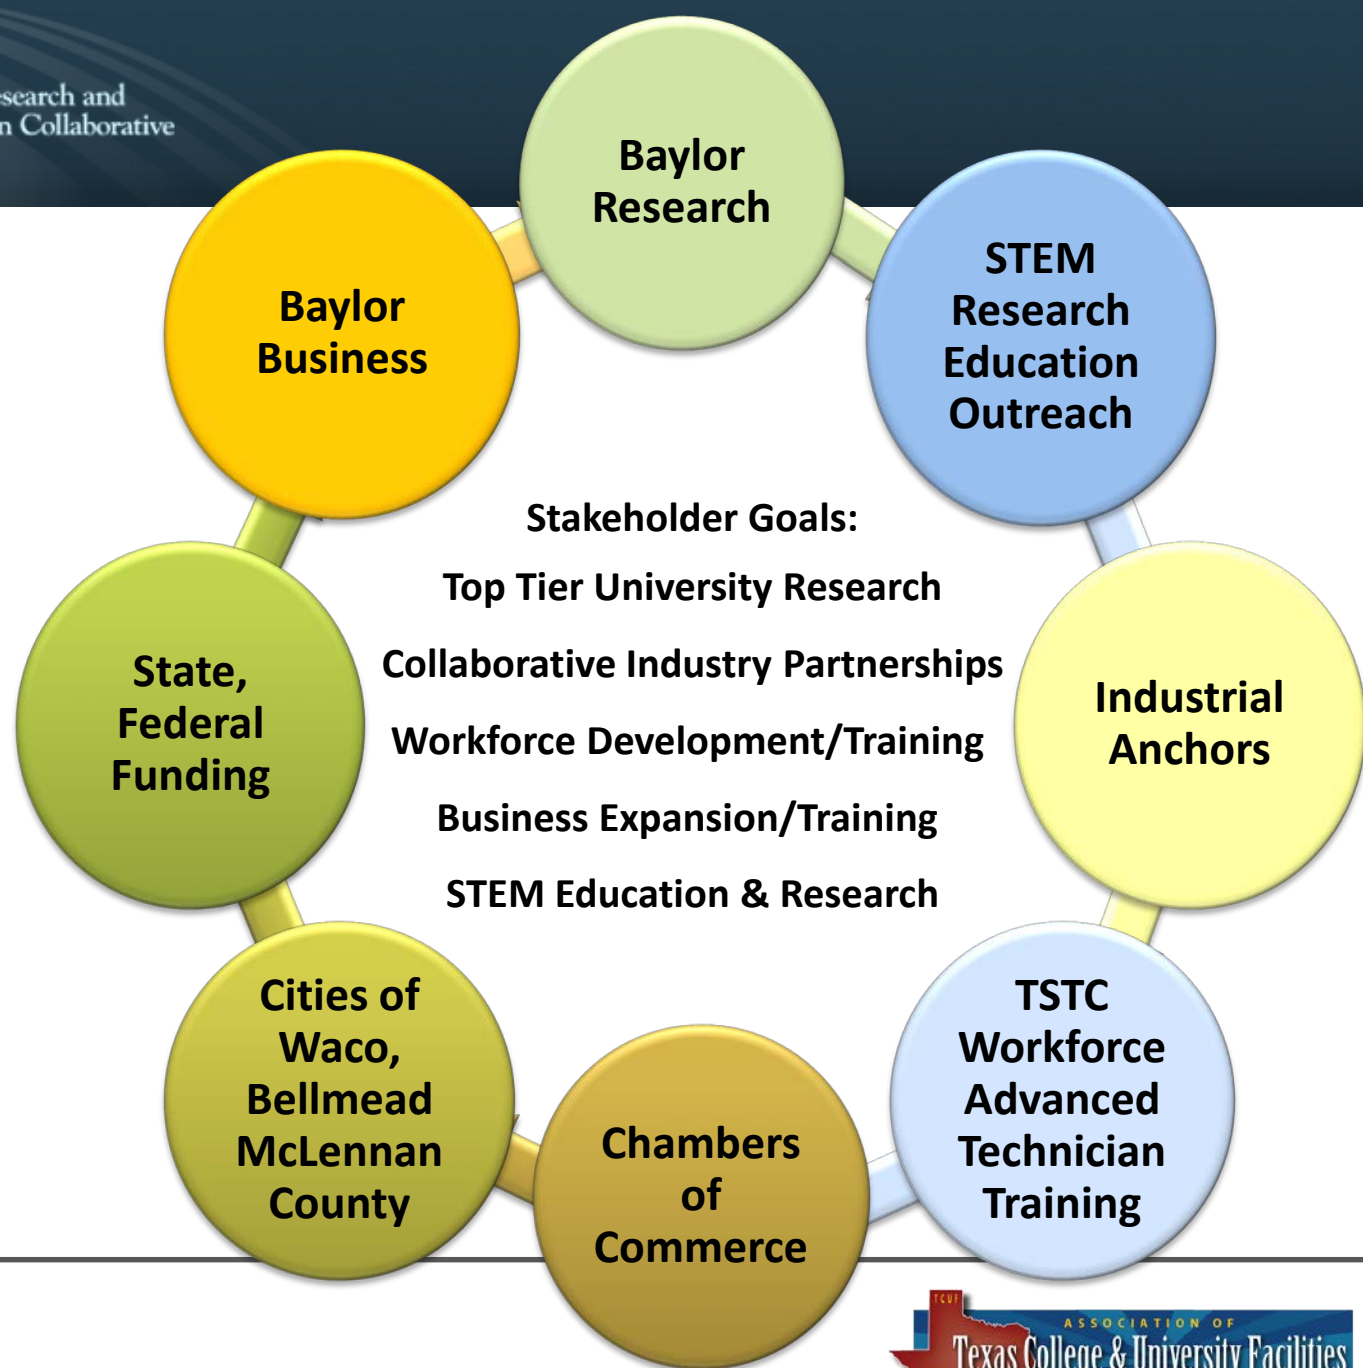 and
Collaborative
Baylor
Research
STEM
Research
Education
Outreach
Industrial
Anchors
TSTC
Workforce
Advanced
Technician
Training
Chambers
of
Commerce
Cities of
Waco,
Bellmead
McLennan
County
State,
Federal
Funding
Baylor
Business
Stakeholder Goals:
Top Tier University Research
Collaborative Industry Partnerships
Workforce Development/Training
Business Expansion/Training
STEM Education & Research
TCUF
ASSOCIATION OF
Texas College & University Facilities